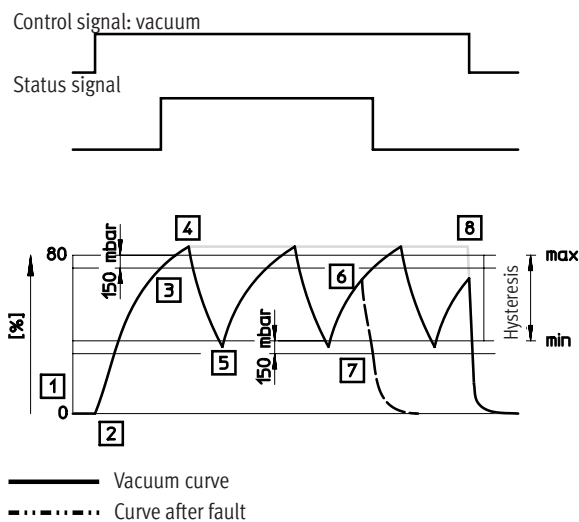 Control signal: vacuum
Status signal
80
150 mbar
4
8
max
3
6
[%]
Hysteresis
min
5
150 mbar
7
1
0
2
Vacuum curve
Curve after fault